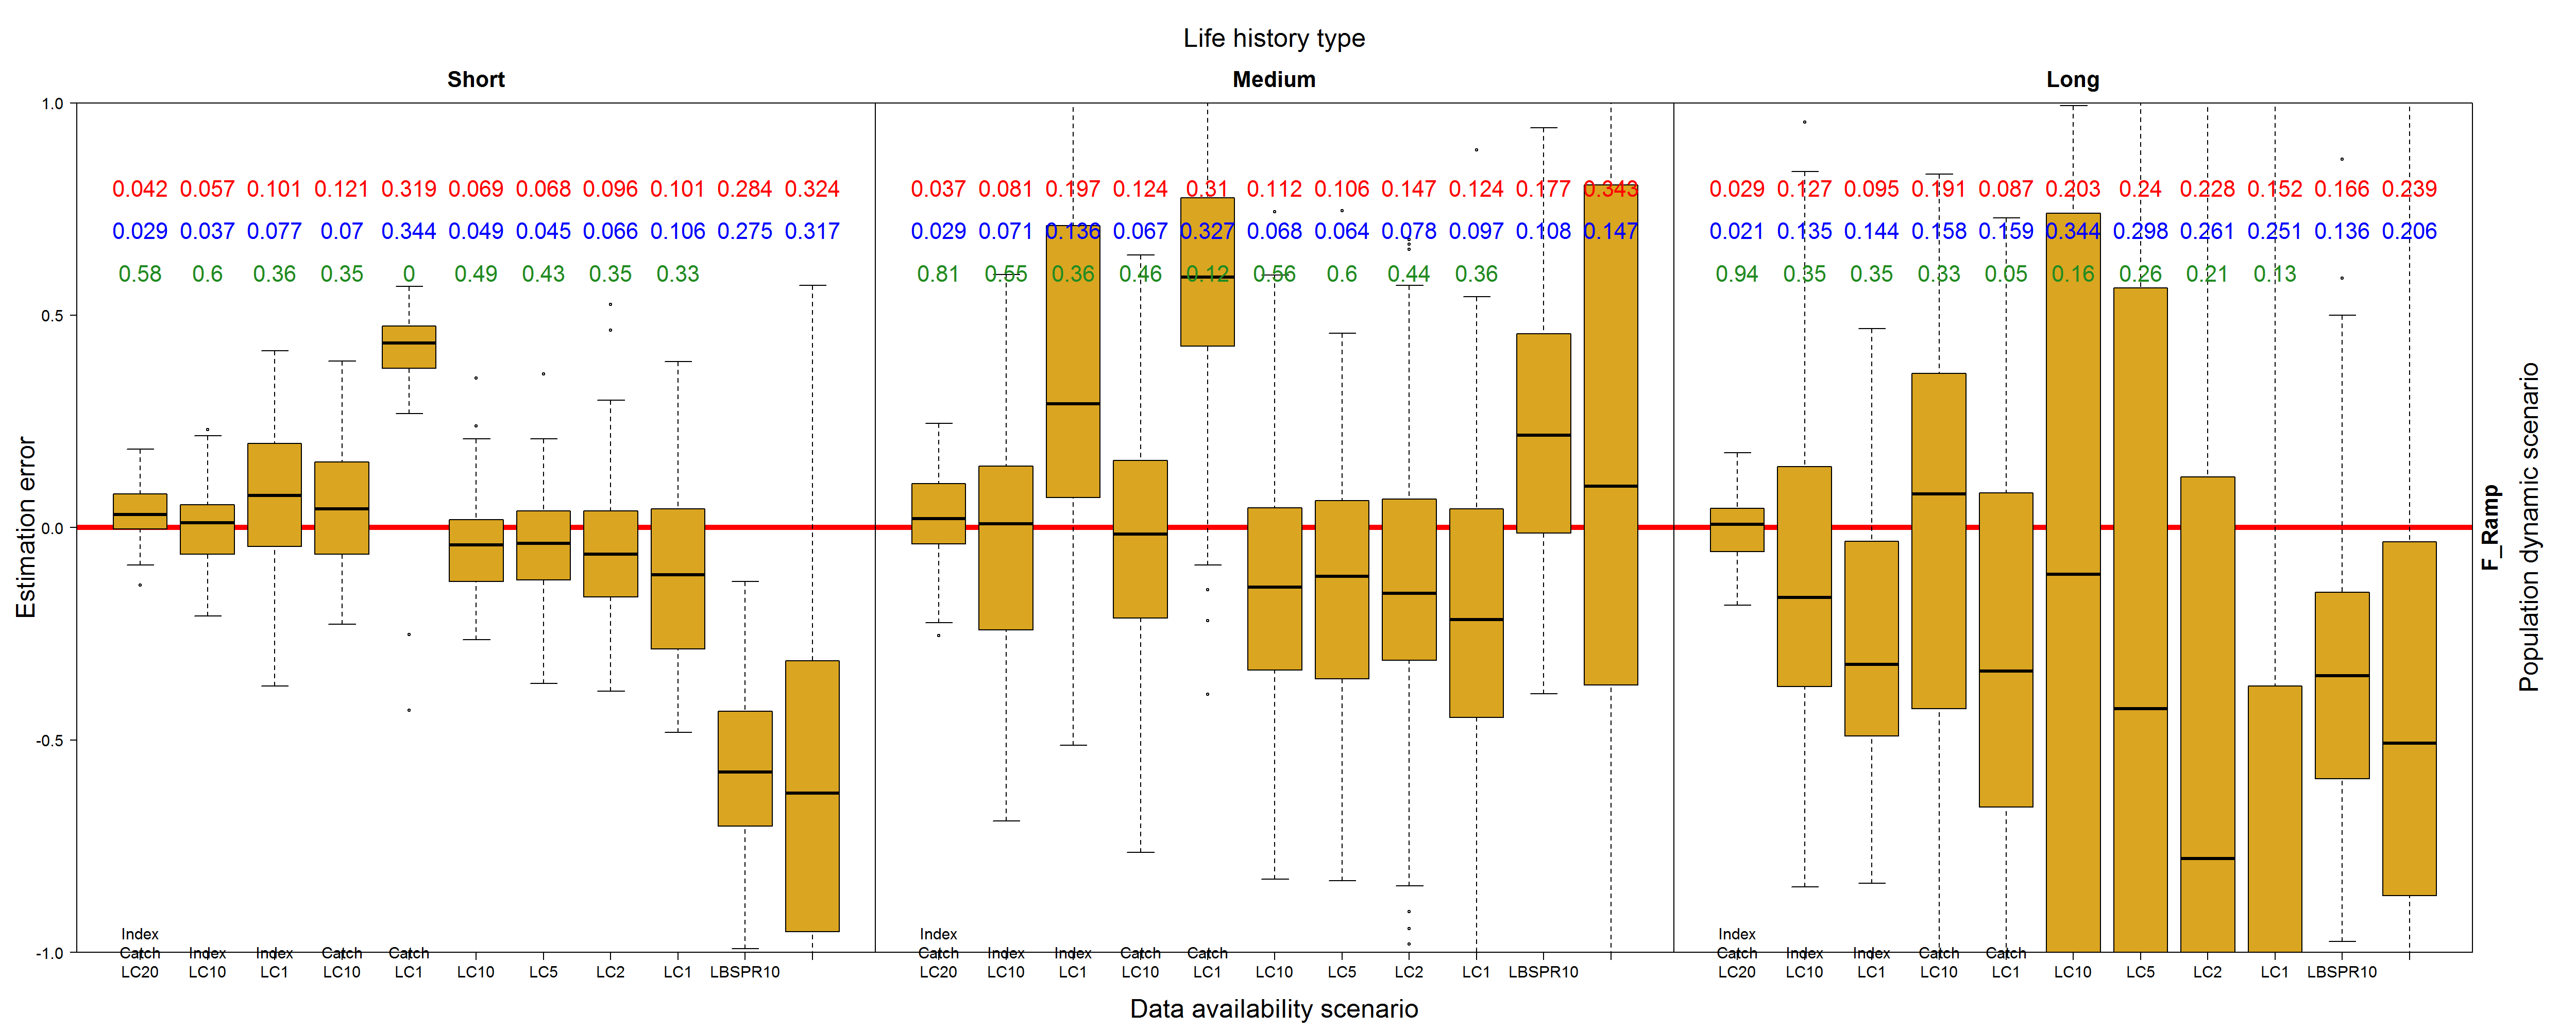 Life history type
Short Medium Long
1.0
0.042 0.057 0.101 0.121 0.319 0.069 0.068 0.096 0.101 0.284 0.324 0.037 0.081 0.197 0.124 0.31 0.112 0.106 0.147 0.124 0.177 0.343 0.029 0.127 0.095 0.191 0.087 0.203 0.24 0.228 0.152 0.166 0.239
0.029 0.037 0.077 0.07 0.344 0.049 0.045 0.066 0.106 0.275 0.317 0.029 0.071 0.136 0.067 0.327 0.068 0.064 0.078 0.097 0.108 0.147 0.021 0.135 0.144 0.158 0.159 0.344 0.298 0.261 0.251 0.136 0.206
0.58 0.6 0.36 0.35 0 0.49 0.43 0.35 0.33 0.81 0.55 0.36 0.46 0.12 0.56 0.6 0.44 0.36 0.94 0.35 0.35 0.33 0.05 0.16 0.26 0.21 0.13
0.5
0.0
-0.5
-1.0
Estimation error
F_Ramp
Population dynamic scenario
Index Index Index
Catch Index Index Catch Catch Catch Index Index Catch Catch Catch Index Index Catch Catch
LC20 LC10 LC1 LC10 LC1 LC10 LC5 LC2 LC1 LBSPR10 LC20 LC10 LC1 LC10 LC1 LC10 LC5 LC2 LC1 LBSPR10 LC20 LC10 LC1 LC10 LC1 LC10 LC5 LC2 LC1 LBSPR10
Data availability scenario